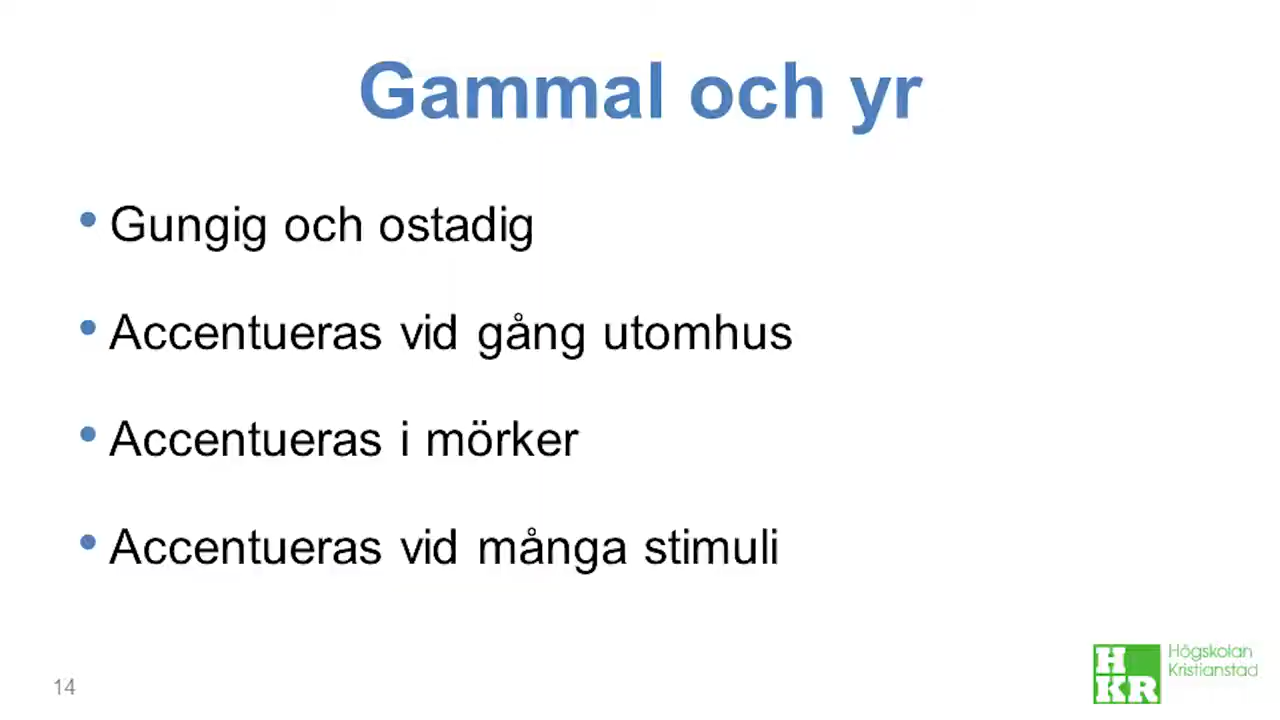 Gammal och yr
• Gungig och ostadig
• Accentueras vid gång utomhus
• Accentueras i mörker
• Accentueras vid många stimuli
14
H
KR
Högskolan
Kristianstad